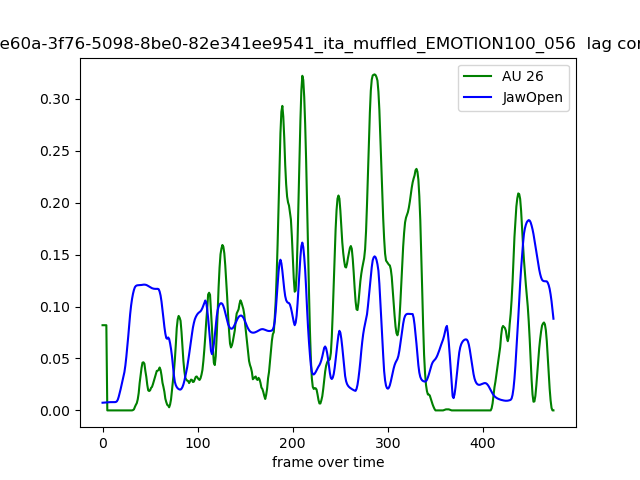 e60a-3f76-5098-8be0-82e341ee9541_ita_muffled_EMOTION100_056 lag
AU 26
JawOpen
0.30
0.25
0.20
0.15
0.10
0.05
0.00
0 100 200 300 400
frame over time